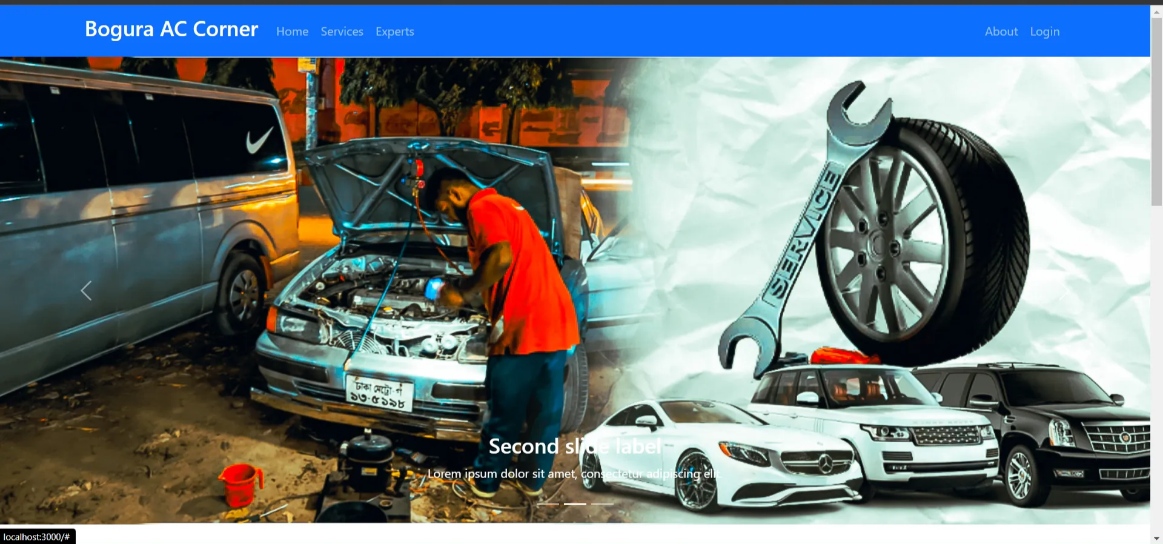 Bogura AC Corner Home Services Experts About Login
SERVICE
ঢাকা মেট্রো গ
১৩-৫১৯৮
Second slide label
Lorem ipsum dolor sit amet, consectetur adipiscing elit.
localhost:3000/#